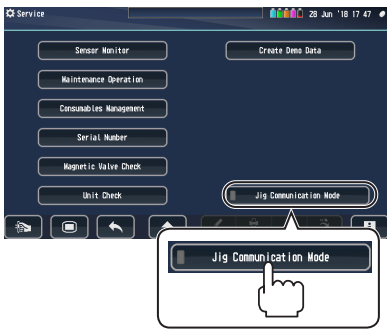 Service
28 Jun '18 17 47
Sensor Monitor
Create Demo Data
Maintenance Operation
Consumables Management
Serial Number
Magnetic Valve Check
Unit Check
Jig Communication Mode
Jig Communication Mode